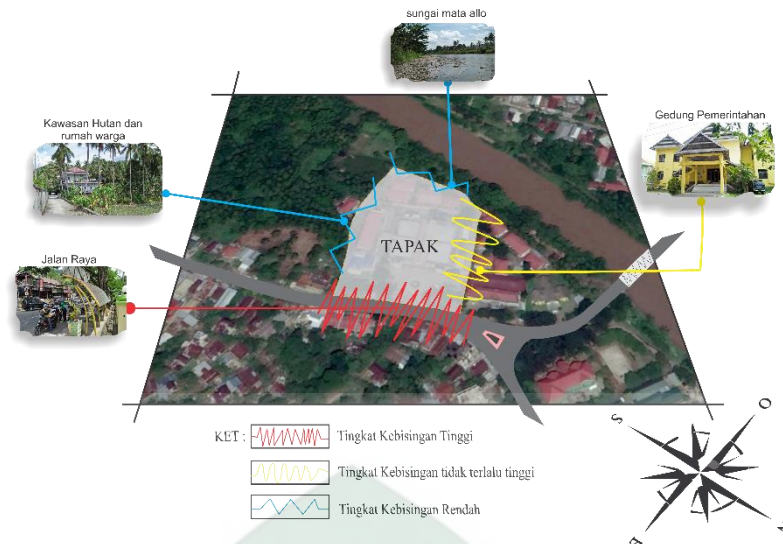 sungai mata allo
Kawasan Hutan dan
rumah warga
Gedung Pemerintahan
Jalan Raya
TAPAK
KET :
Tingkat Kebisingan Tinggi
Tingkat Kebisingan tidak terlalu tinggi
Tingkat Kebisingan Rendah
S
O
E